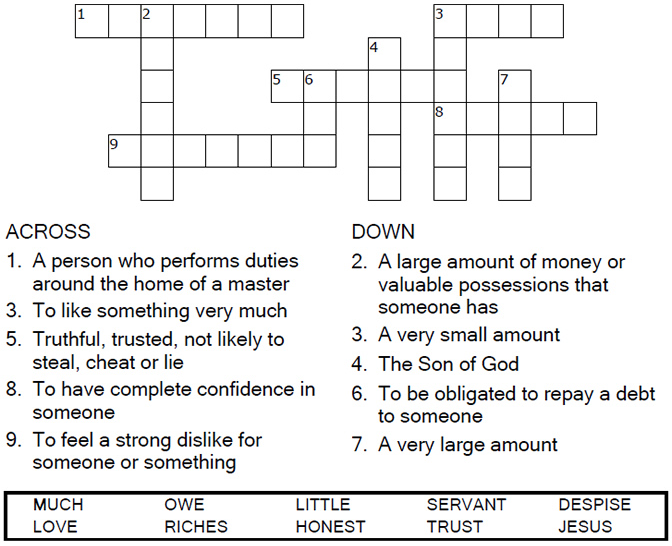 1 2 3
4
5 6 7
8
9
ACROSS
1. A person who performs duties
around the home of a master
3. To like something very much
5. Truthful, trusted, not likely to
steal, cheat or lie
8. To have complete confidence in
someone
9. To feel a strong dislike for
someone or something
DOWN
2. A large amount of money or
valuable possessions that
someone has
3. A very small amount
4. The Son of God
6. To be obligated to repay a debt
to someone
7. A very large amount
MUCH OWE LITTLE SERVANT DESPISE
LOVE RICHES HONEST TRUST JESUS